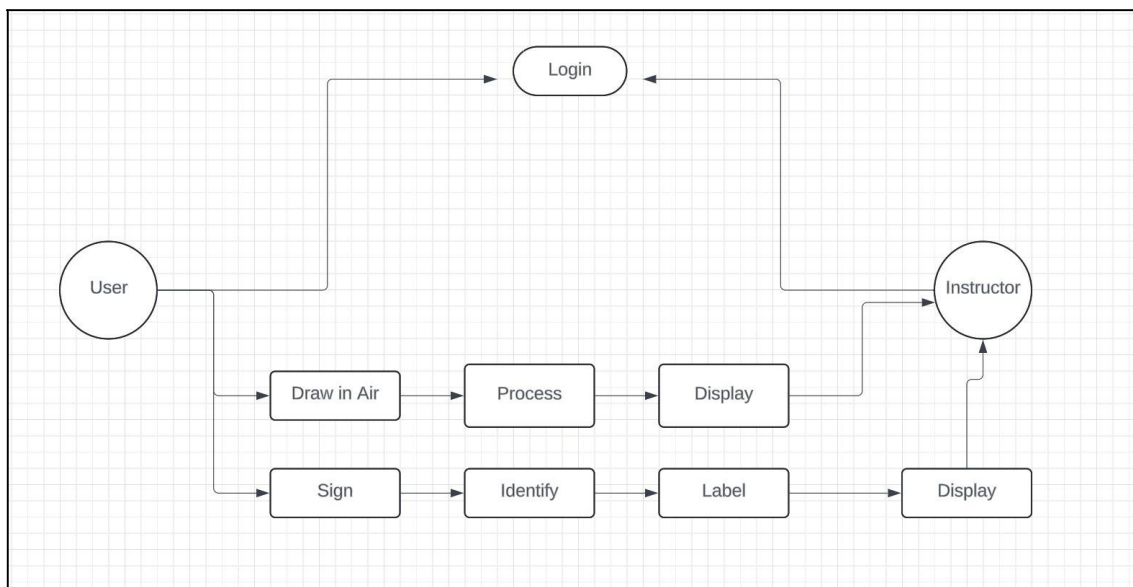 Login
User
Instructor
Draw in Air
Process
Display
Sign
Identify
Label
Display